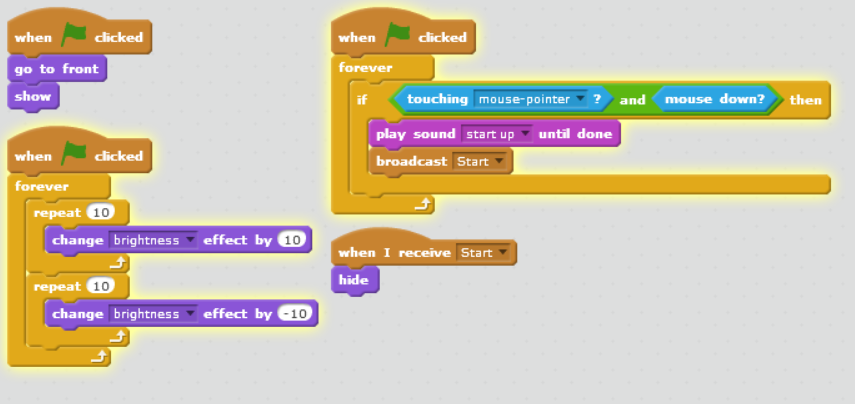 when clicked
go to front
show
when clicked
forever
repeat 10
change brightness effect by 10
repeat 10
change brightness effect by -10
when clicked
forever
if touching mouse-pointer ? and mouse down? then
play sound start up until done
broadcast Start
when I receive Start
hide